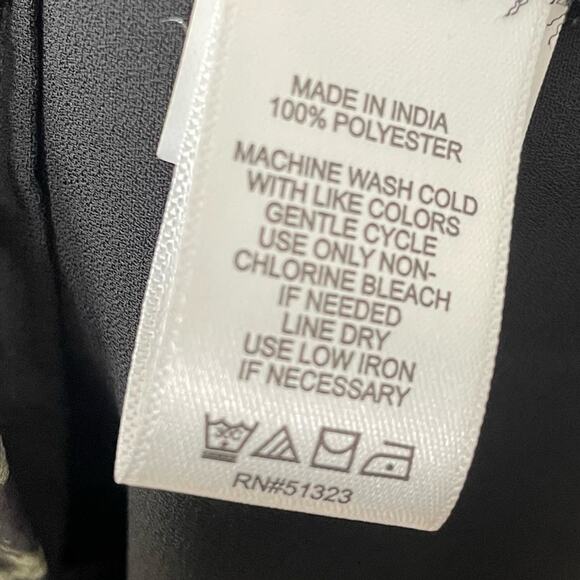 MADE IN INDIA
100% POLYESTER
MACHINE WASH COLD
WITH LIKE COLORS
GENTLE CYCLE
USE ONLY NON-
CHLORINE BLEACH
IF NEEDED
LINE DRY
USE LOW IRON
IF NECESSARY
RN#51323